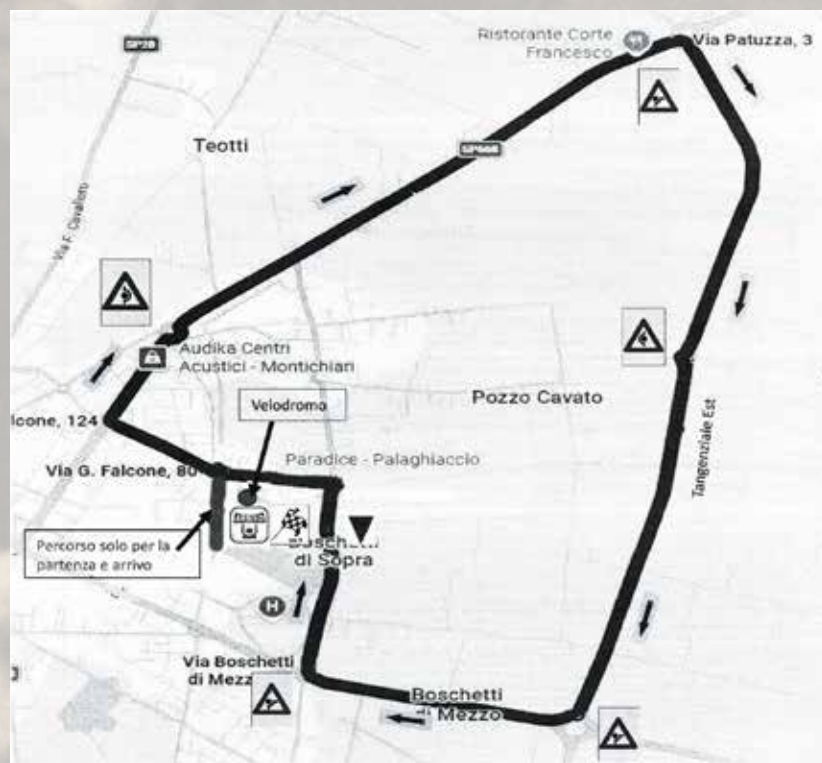 Ristorante Corte
Francesco
Via Patuzza, 3
SP28
Teotti
SP668
Via F. Cavallotti
Audika Centri
Acustici - Montichiari
Velodromo
Pozzo Cavato
lcone, 124
Tangenziale Est
Via G. Falcone, 80
Paradice - Palaghiaccio
Percorso solo per la
partenza e arrivo
Boschetti
di Sopra
H
Via Boschetti
di Mezz
Boschetti
di Mezzo